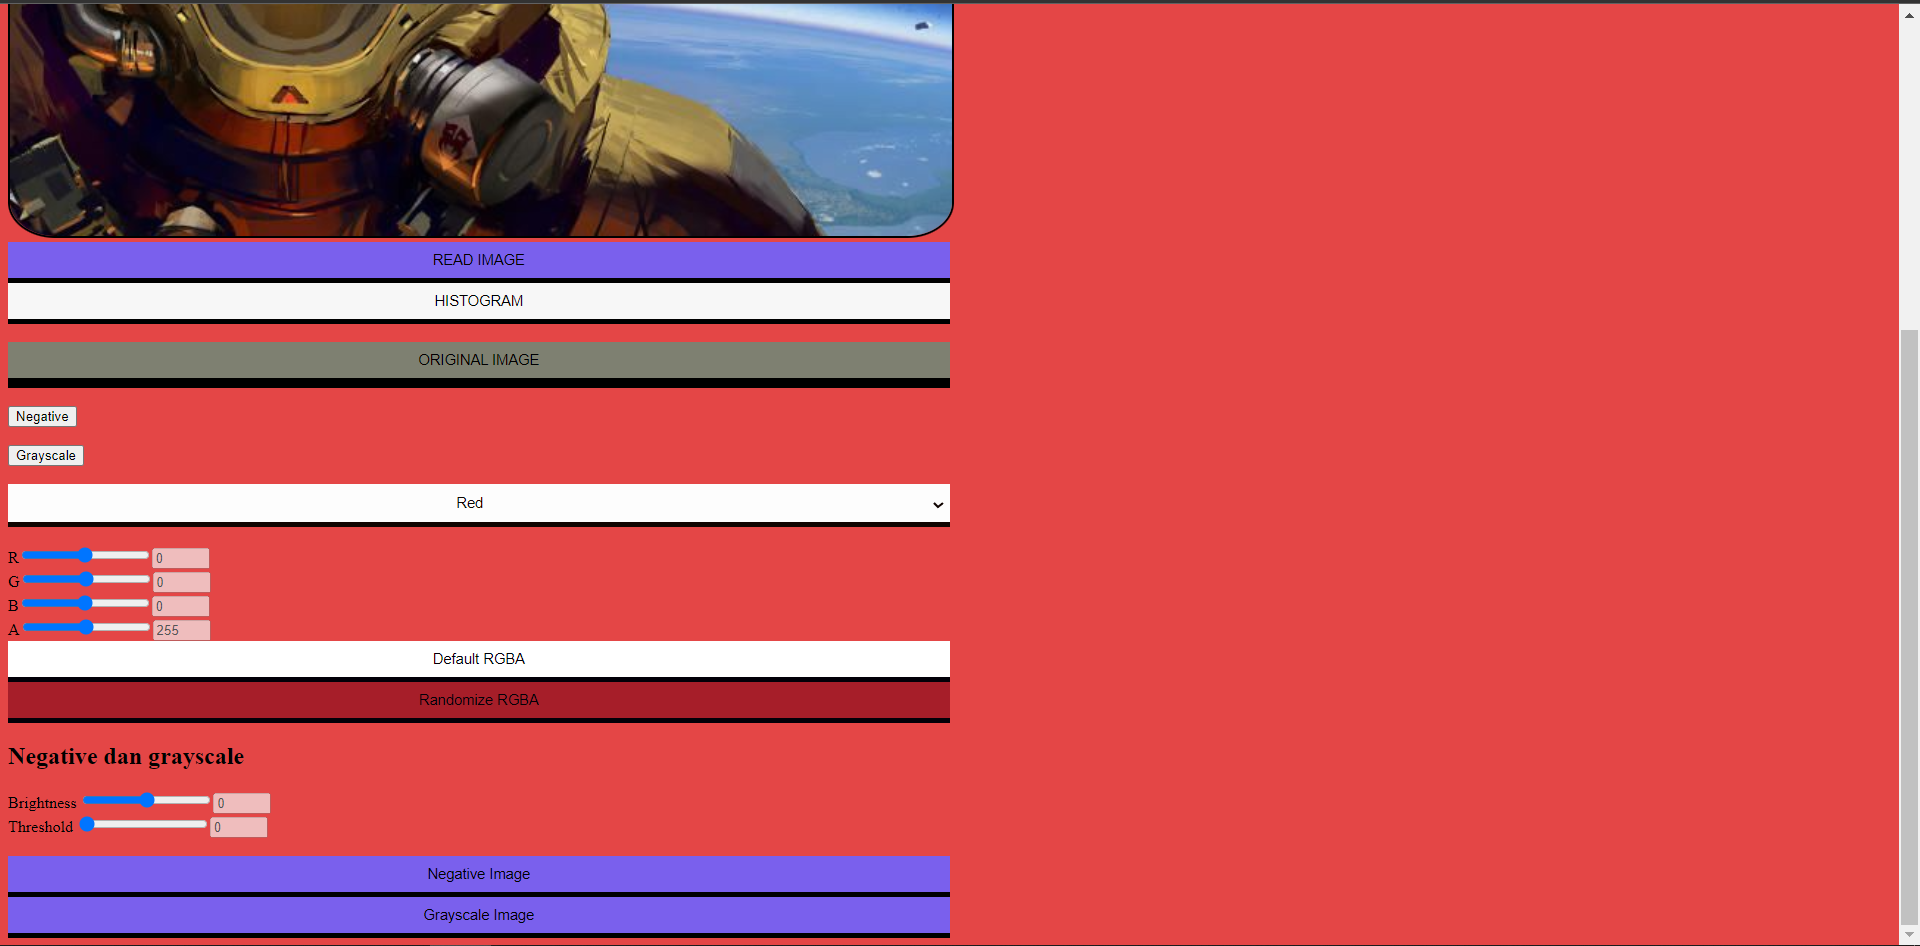 READ IMAGE
HISTOGRAM
ORIGINAL IMAGE
Negative
Grayscale
Red
R 0
G 0
B 0
A 255
Default RGBA
Randomize RGBA
Negative dan grayscale
Brightness 0
Threshold 0
Negative Image
Grayscale Image